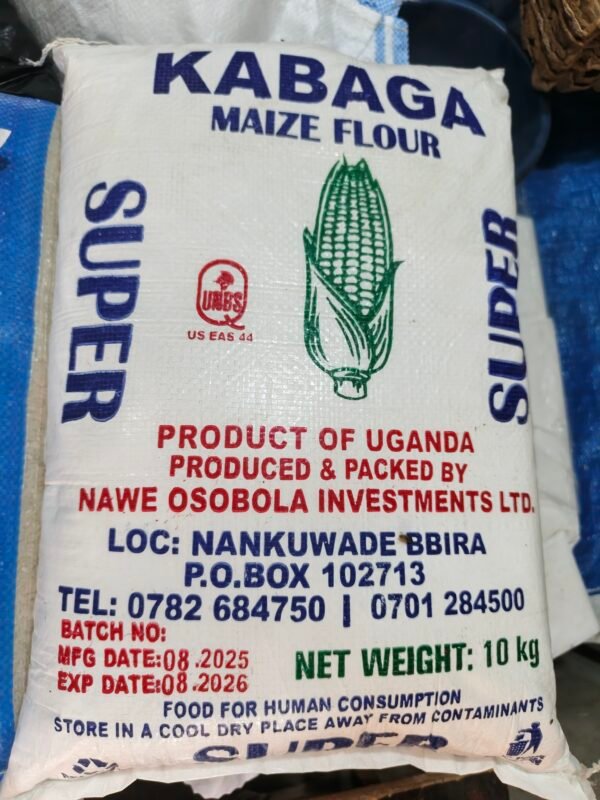 KABAGA
MAIZE FLOUR
SUPER
SUPER
UNBS
US EAS 44
PRODUCT OF UGANDA
PRODUCED & PACKED BY
NAWE OSOBOLA INVESTMENTS LTD.
LOC: NANKUWADE BBIRA
P.O.BOX 102713
TEL: 0782 684750 | 0701 284500
BATCH NO:
MFG DATE:08.2025
EXP DATE:08.2026
NET WEIGHT: 10 kg
FOOD FOR HUMAN CONSUMPTION
STORE IN A COOL DRY PLACE AWAY FROM CONTAMINANTS
SUPER